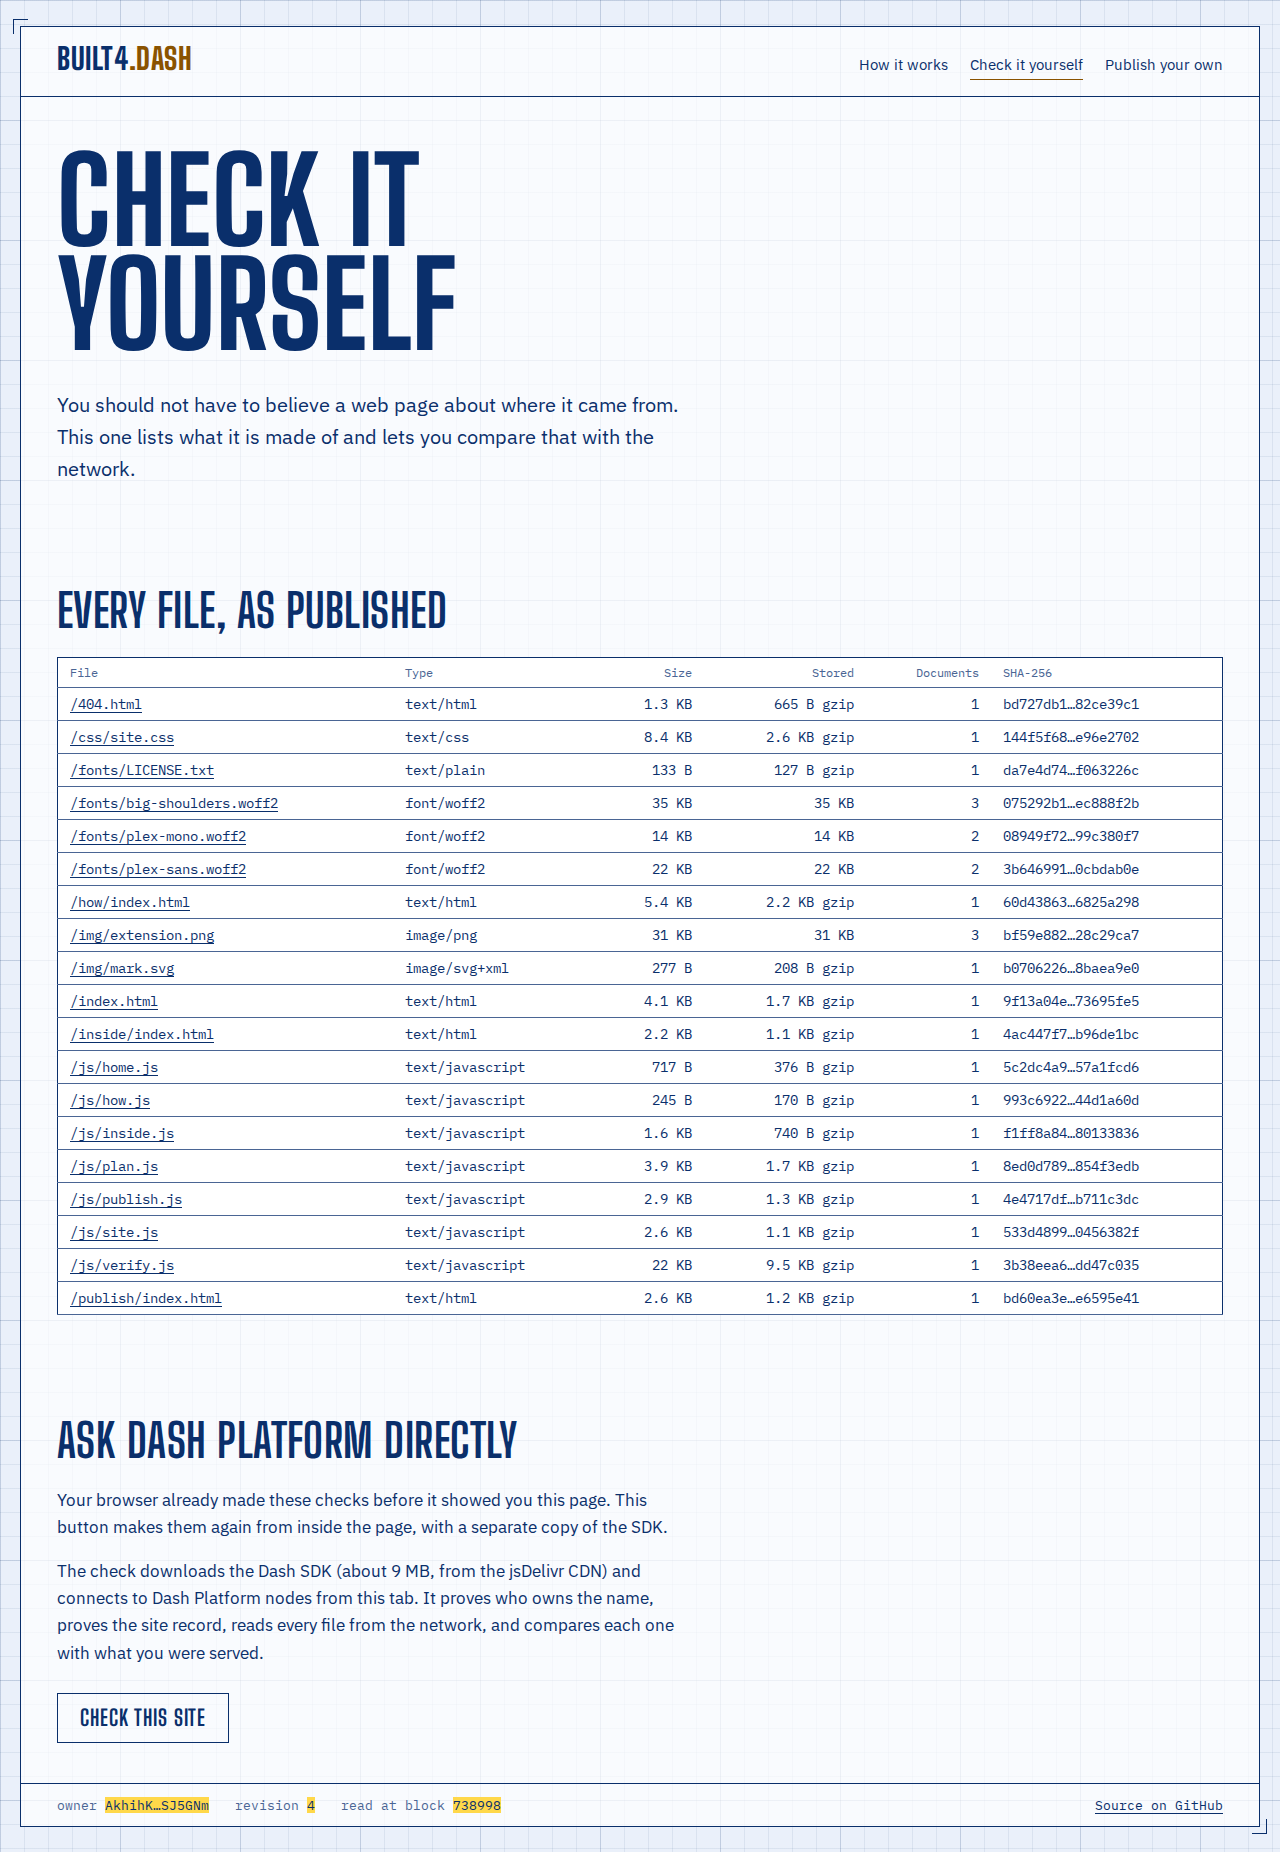 BUILT4.DASH
How it works Check it yourself Publish your own
CHECK IT
YOURSELF
You should not have to believe a web page about where it came from.
This one lists what it is made of and lets you compare that with the
network.
EVERY FILE, AS PUBLISHED
File Type Size Stored Documents SHA-256
/404.html text/html 1.3 KB 665 B gzip 1 bd727db1…82ce39c1
/css/site.css text/css 8.4 KB 2.6 KB gzip 1 144f5f68…e96e2702
/fonts/LICENSE.txt text/plain 133 B 127 B gzip 1 da7e4d74…f063226c
/fonts/big-shoulders.woff2 font/woff2 35 KB 35 KB 3 075292b1…ec888f2b
/fonts/plex-mono.woff2 font/woff2 14 KB 14 KB 2 08949f72…99c380f7
/fonts/plex-sans.woff2 font/woff2 22 KB 22 KB 2 3b646991…0cbdab0e
/how/index.html text/html 5.4 KB 2.2 KB gzip 1 60d43863…6825a298
/img/extension.png image/png 31 KB 31 KB 3 bf59e882…28c29ca7
/img/mark.svg image/svg+xml 277 B 208 B gzip 1 b0706226…8baea9e0
/index.html text/html 4.1 KB 1.7 KB gzip 1 9f13a04e…73695fe5
/inside/index.html text/html 2.2 KB 1.1 KB gzip 1 4ac447f7…b96de1bc
/js/home.js text/javascript 717 B 376 B gzip 1 5c2dc4a9…57a1fcd6
/js/how.js text/javascript 245 B 170 B gzip 1 993c6922…44d1a60d
/js/inside.js text/javascript 1.6 KB 740 B gzip 1 f1ff8a84…80133836
/js/plan.js text/javascript 3.9 KB 1.7 KB gzip 1 8ed0d789…854f3edb
/js/publish.js text/javascript 2.9 KB 1.3 KB gzip 1 4e4717df…b711c3dc
/js/site.js text/javascript 2.6 KB 1.1 KB gzip 1 533d4899…0456382f
/js/verify.js text/javascript 22 KB 9.5 KB gzip 1 3b38eea6…dd47c035
/publish/index.html text/html 2.6 KB 1.2 KB gzip 1 bd60ea3e…e6595e41
ASK DASH PLATFORM DIRECTLY
Your browser already made these checks before it showed you this page. This
button makes them again from inside the page, with a separate copy of the SDK.
The check downloads the Dash SDK (about 9 MB, from the jsDelivr CDN) and
connects to Dash Platform nodes from this tab. It proves who owns the name,
proves the site record, reads every file from the network, and compares each one
with what you were served.
CHECK THIS SITE
owner AkhihK…SJ5GNm revision 4 read at block 738998 Source on GitHub